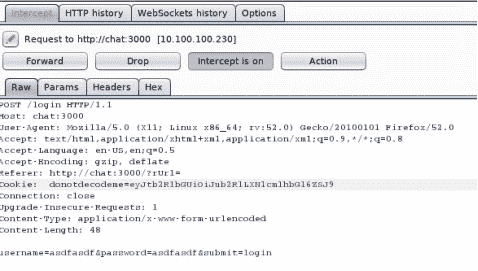 Intercept HTTP history WebSockets history Options
Request to http://chat:3000 [10.100.100.230]
Forward Drop Intercept is on Action
Raw Params Headers Hex
POST /login HTTP/1.1
Host: chat:3000
User-Agent: Mozilla/5.0 (X11; Linux x86_64; rv:52.0) Gecko/20100101 Firefox/52.0
Accept: text/html,application/xhtml+xml,application/xml;q=0.9,*/*;q=0.8
Accept-Language: en-US,en;q=0.5
Accept-Encoding: gzip, deflate
Referer: http://chat:3000/?rUrl=
Cookie:
Connection: close
Upgrade-Insecure-Requests: 1
Content-Type: application/x-www-form-urlencoded
Content-Length: 48
username=asdfasdf&password=asdfasdf&submit=login